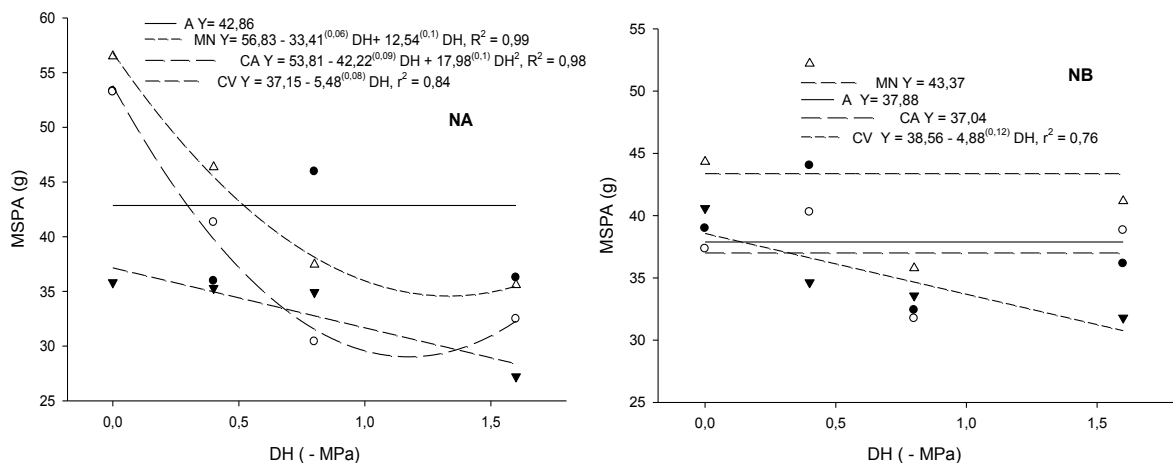 A Y= 42,86
MN Y= 56,83 - 33,41(0,06) DH+ 12,54(0,1) DH, R2 = 0,99
CA Y = 53,81 - 42,22(0,09) DH + 17,98(0,1) DH2, R2 = 0,98
CV Y = 37,15 - 5,48(0,08) DH, r2 = 0,84
NA
60
55
50
45
40
35
30
25
MSPA (g)
0,0 0,5 1,0 1,5
DH ( - MPa)
NB
MN Y = 43,37
A Y= 37,88
CA Y = 37,04
CV Y = 38,56 - 4,88(0,12) DH, r2 = 0,76
55
50
45
40
35
30
25
MSPA (g)
0,0 0,5 1,0 1,5
DH ( - MPa)